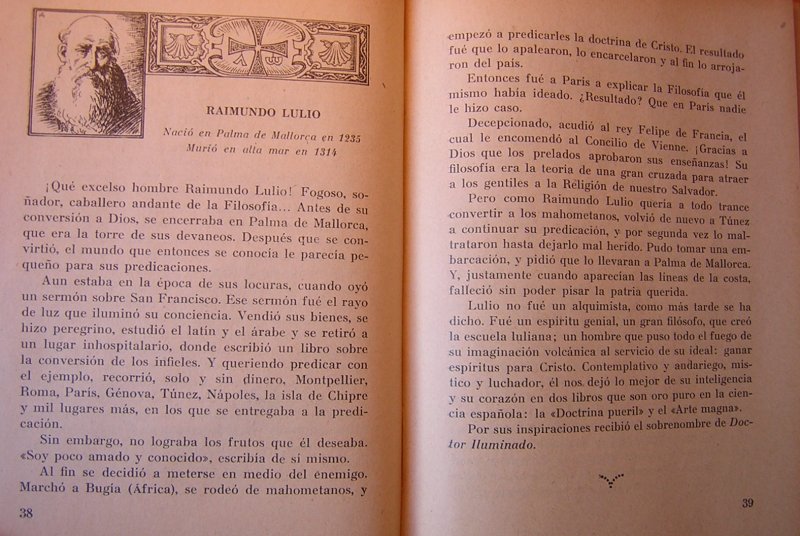 RAIMUNDO LULIO
Nació en Palma de Mallorca en 1235
Murió en alta mar en 1314
¡Qué excelso hombre Raimundo Lulio! Fogoso, so-
ñador, caballero andante de la Filosofía... Antes de su
conversión a Dios, se encerraba en Palma de Mallorca,
que era la torre de sus devaneos. Después que se con-
virtió, el mundo que entonces se conocía le parecía pe-
queño para sus predicaciones.
Aun estaba en la época de sus locuras, cuando oyó
un sermón sobre San Francisco. Ese sermón fué el rayo
de luz que iluminó su conciencia. Vendió sus bienes, se
hizo peregrino, estudió el latín y el árabe y se retiró a
un lugar inhospitalario, donde escribió un libro sobre
la conversión de los infieles. Y queriendo predicar con
el ejemplo, recorrió, solo y sin dinero, Montpellier,
Roma, París, Génova, Túnez, Nápoles, la isla de Chipre
y mil lugares más, en los que se entregaba a la predi-
cación.
Sin embargo, no lograba los frutos que él deseaba.
«Soy poco amado y conocido», escribía de sí mismo.
Al fin se decidió a meterse en medio del enemigo.
Marchó a Bugía (África), se rodeó de mahometanos, y
38
empezó a predicarles la doctrina de Cristo. El resultado
fué que lo apalearon, lo encarcelaron y al fin lo arroja-
ron del país.
Entonces fué a París a explicar la Filosofía que él
mismo había ideado. ¿Resultado? Que en París nadie
le hizo caso.
Decepcionado, acudió al rey Felipe de Francia, el
cual le encomendó al Concilio de Vienne. ¡Gracias a
Dios que los prelados aprobaron sus enseñanzas! Su
filosofía era la teoría de una gran cruzada para atraer
a los gentiles a la Religión de nuestro Salvador.
Pero como Raimundo Lulio quería a todo trance
convertir a los mahometanos, volvió de nuevo a Túnez
a continuar su predicación, y por segunda vez lo mal-
trataron hasta dejarlo mal herido. Pudo tomar una em-
barcación, y pidió que lo llevaran a Palma de Mallorca.
Y, justamente cuando aparecían las líneas de la costa,
falleció sin poder pisar la patria querida.
Lulio no fué un alquimista, como más tarde se ha
dicho. Fué un espíritu genial, un gran filósofo, que creó
la escuela luliana; un hombre que puso todo el fuego de
su imaginación volcánica al servicio de su ideal: ganar
espíritus para Cristo. Contemplativo y andariego, mís-
tico y luchador, él nos dejó lo mejor de su inteligencia
y su corazón en dos libros que son oro puro en la cien-
cia española: la «Doctrina pueril» y el «Arte magna».
Por sus inspiraciones recibió el sobrenombre de Doc-
tor Iluminado.
39